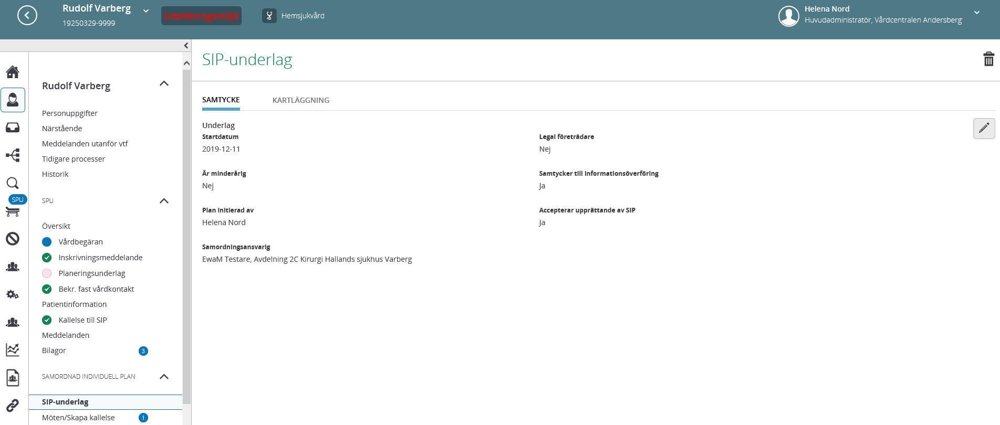 Rudolf Varberg
19250329-9999
Utbildningsmiljö
Hemsjukvård
Helena Nord
Huvudadministratör, Vårdcentralen Andersberg
Rudolf Varberg
Personuppgifter
Närstående
Meddelanden utanför vtf
Tidigare processer
Historik
SPU
SPU
Översikt
Vårdbegäran
Inskrivningsmeddelande
Planeringsunderlag
Bekr. fast vårdkontakt
Patientinformation
Kallelse till SIP
Meddelanden
Bilagor 3
SAMORDNAD INDIVIDUELL PLAN
SIP-underlag
Möten/Skapa kallelse 1
SIP-underlag
SAMTYCKE KARTLÄGGNING
Underlag
Startdatum
2019-12-11
Legal företrädare
Nej
Är minderårig
Nej
Samtycker till informationsöverföring
Ja
Plan initierad av
Helena Nord
Accepterar upprättande av SIP
Ja
Samordningsansvarig
EwaM Testare, Avdelning 2C Kirurgi Hallands sjukhus Varberg